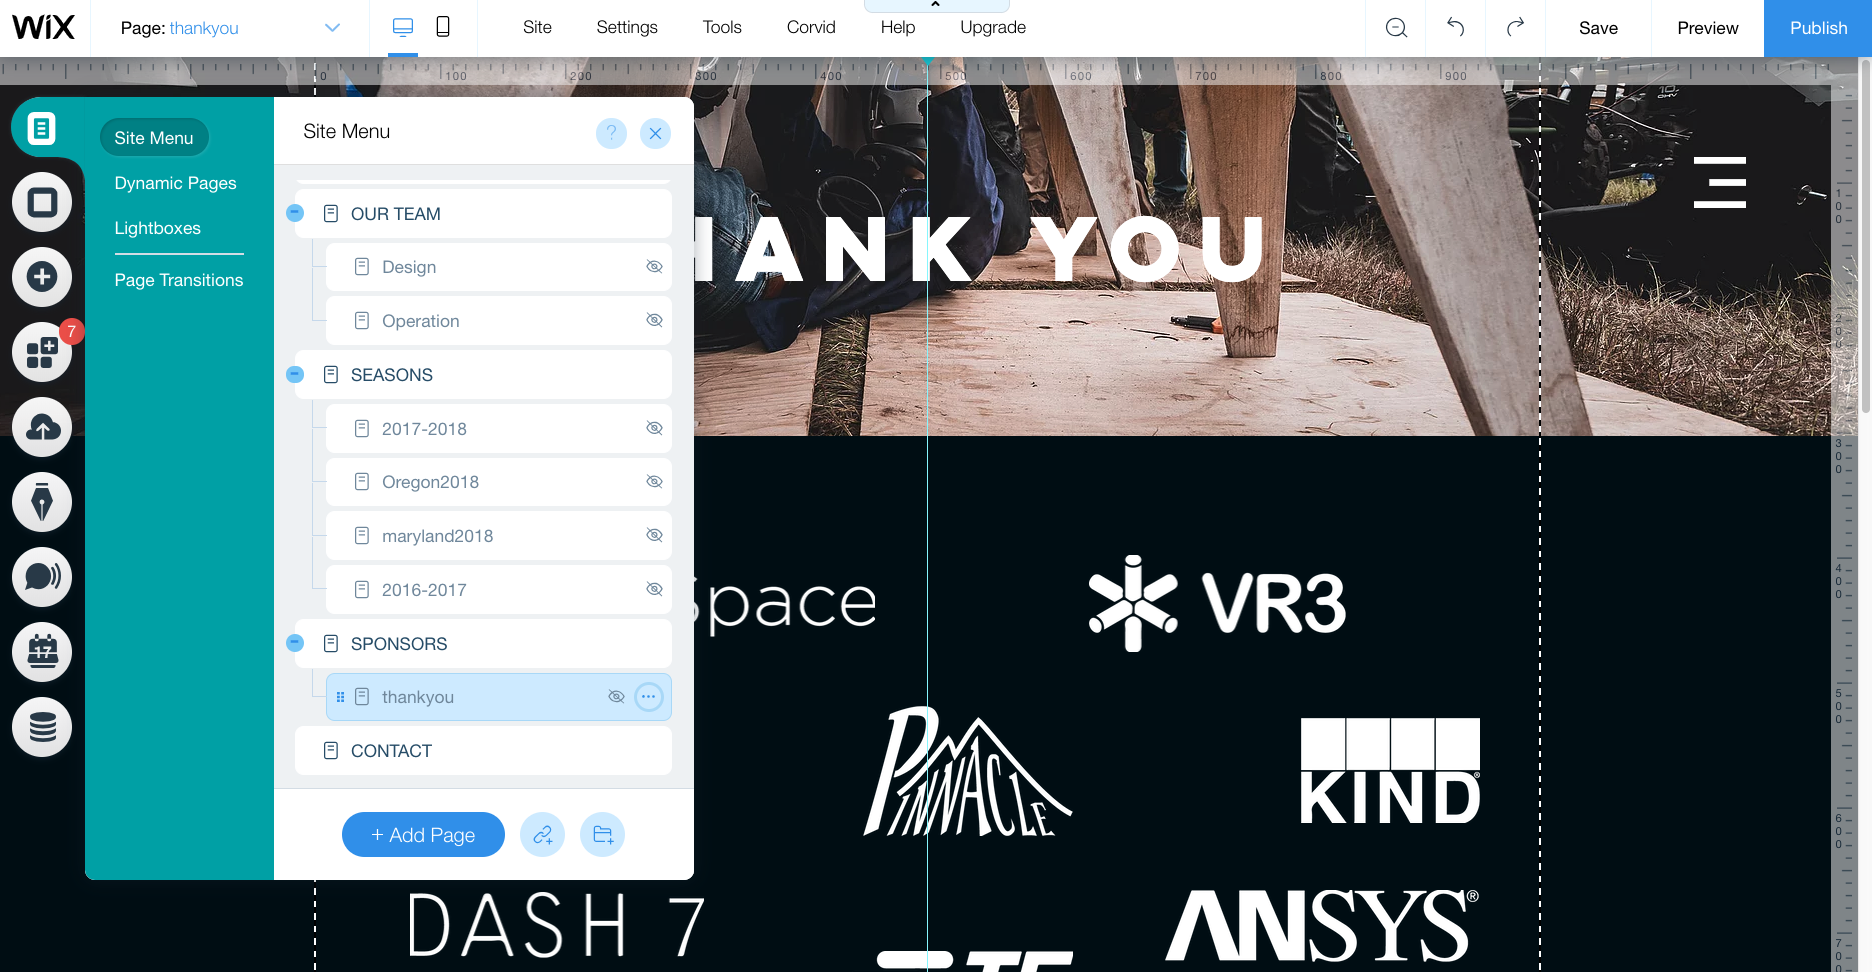 WiX
Page: thankyou
Site
Settings
Tools
Corvid
Help
Upgrade
Save
Preview
Publish
0
100
200
300
400
500
600
700
800
900
Site Menu
Dynamic Pages
Lightboxes
Page Transitions
7
17
Site Menu
?
OUR TEAM
Design
Operation
SEASONS
2017-2018
Oregon2018
maryland2018
2016-2017
SPONSORS
thankyou
CONTACT
+ Add Page
HANK YOU
pace
VR3
PINNACLE
KIND®
DASH 7
ANSYS®
100
200
300
400
500
600